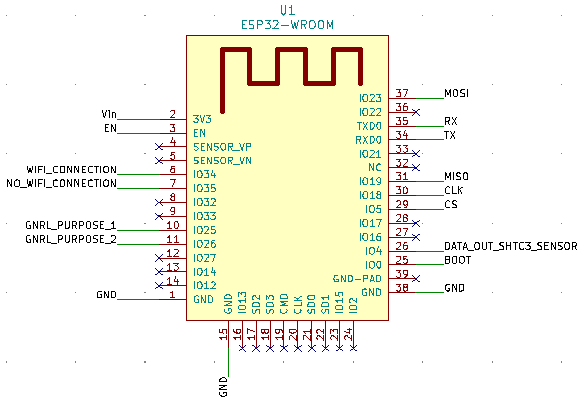 U1
ESP32-WROOM
Vin 2 3V3
EN 3 EN
4 SENSOR_VP
5 SENSOR_VN
WIFI_CONNECTION 6 IO34
NO_WIFI_CONNECTION 7 IO35
8 IO32
9 IO33
GNRL_PURPOSE_1 10 IO25
GNRL_PURPOSE_2 11 IO26
12 IO27
13 IO14
14 IO12
GND 1 GND
IO23 37 MOSI
IO22 36
TXD0 35 RX
RXD0 34 TX
IO21 33
NC 32
IO19 31 MISO
IO18 30 CLK
IO5 29 CS
IO17 28
IO16 27
IO4 26 DATA_OUT_SHTC3_SENSOR
IO0 25 BOOT
GND-PAD 39
GND 38 GND
GND 15 GND
IO13 16
SD2 17
SD3 18
CMD 19
CLK 20
SD0 21
SD1 22
IO15 23
IO2 24